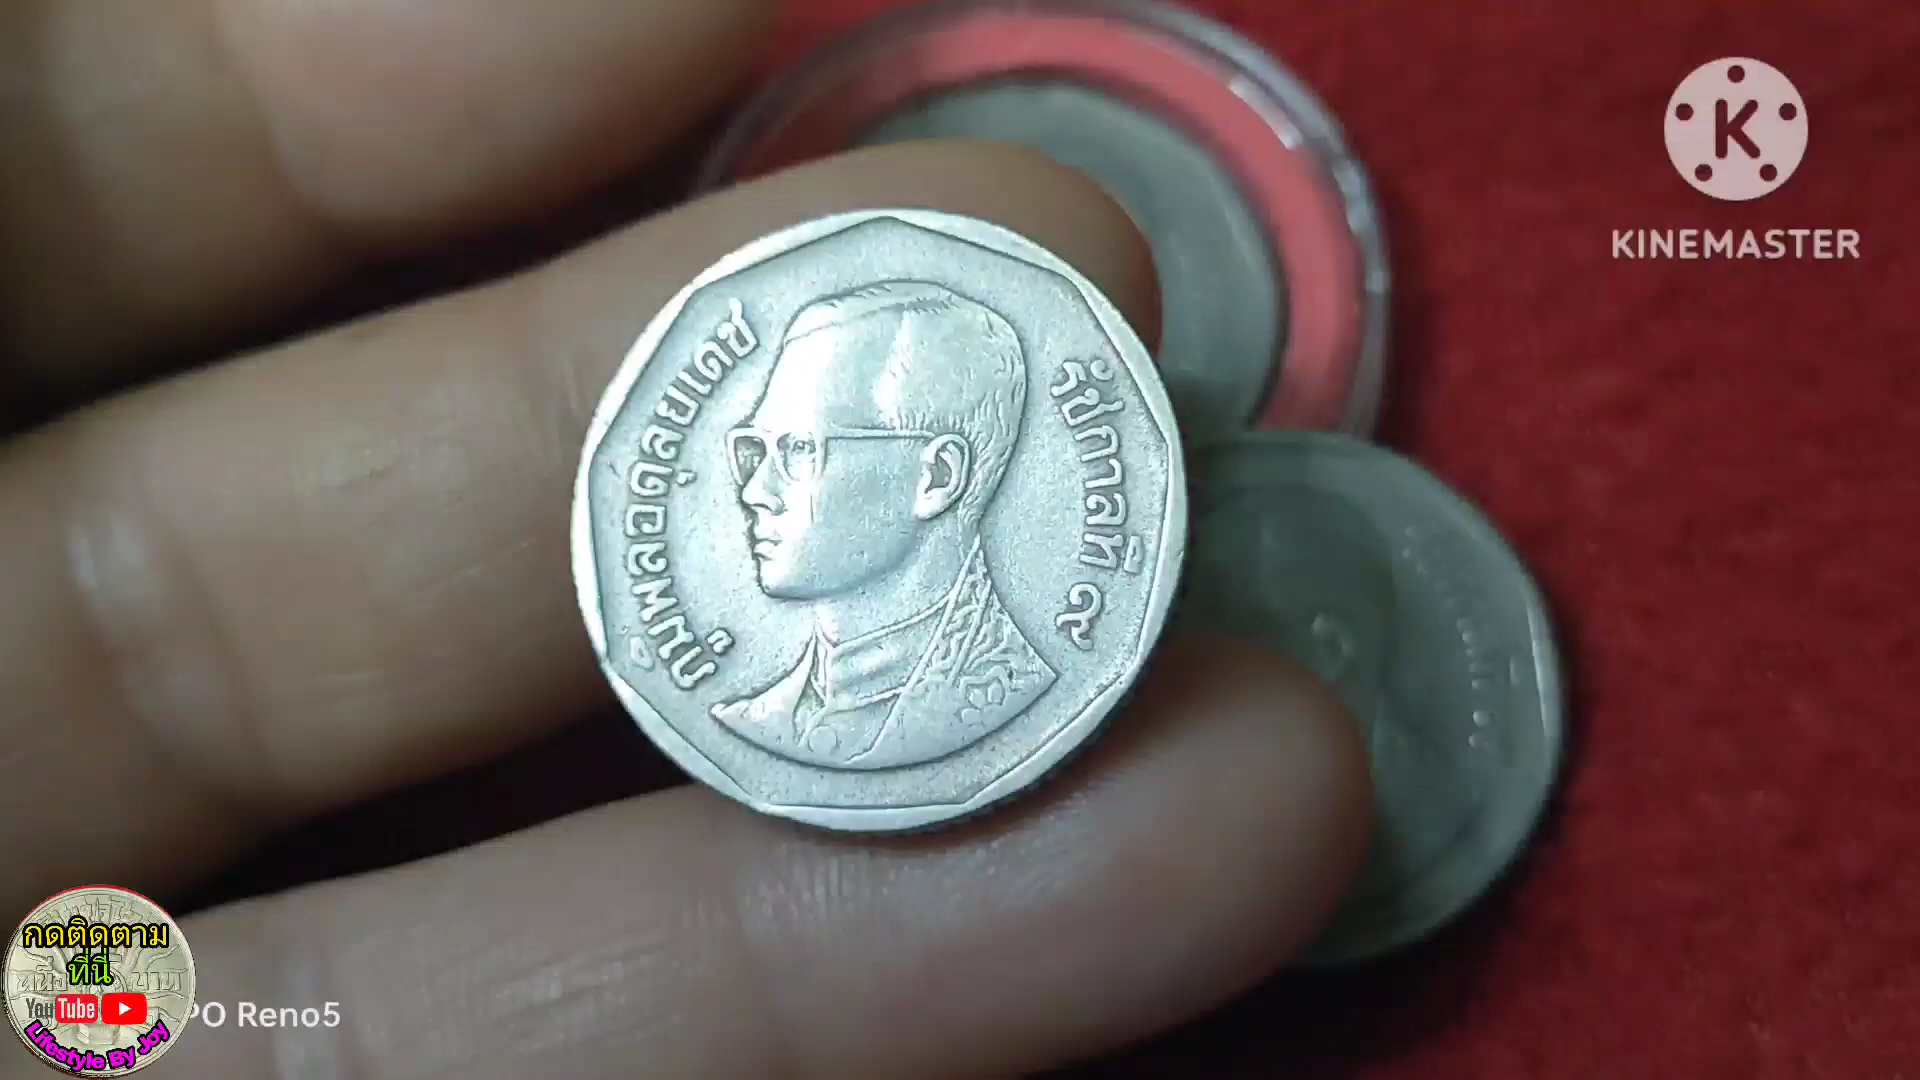 KINEMASTER
ภูมิพลอดุลยเดช
รัชกาลที่ ๙
กดติดตาม
ที่นี่
YouTube
Lifestyle By Joy
PO Reno5